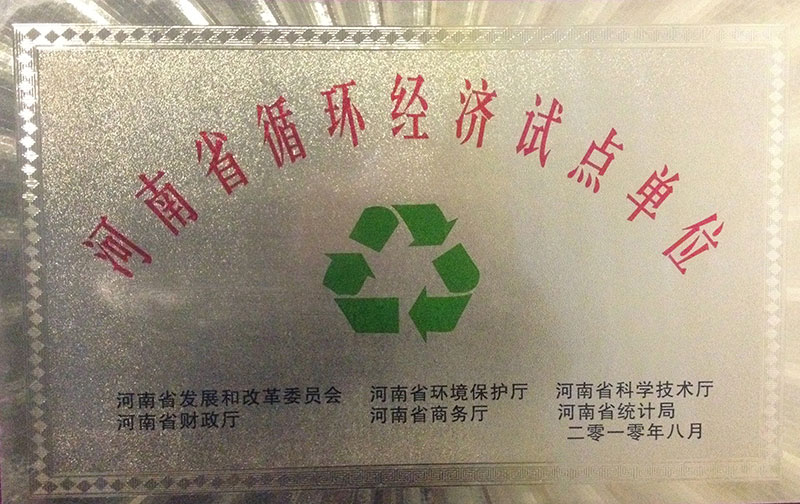 河南省循环经济试点单位
河南省发展和改革委员会 河南省环境保护厅 河南省科学技术厅
河南省财政厅 河南省商务厅 河南省统计局
二零一零年八月